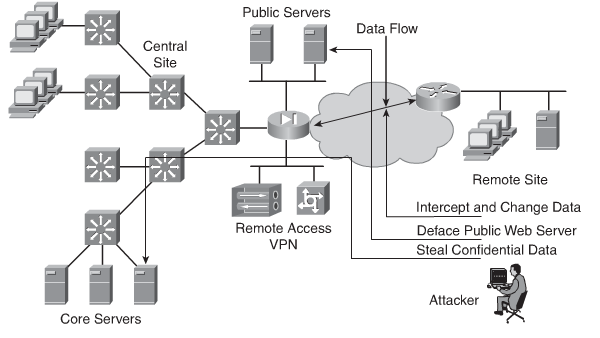 Public Servers
Data Flow
Central
Site
Remote Site
Intercept and Change Data
Remote Access
VPN
Deface Public Web Server
Steal Confidential Data
Attacker
Core Servers